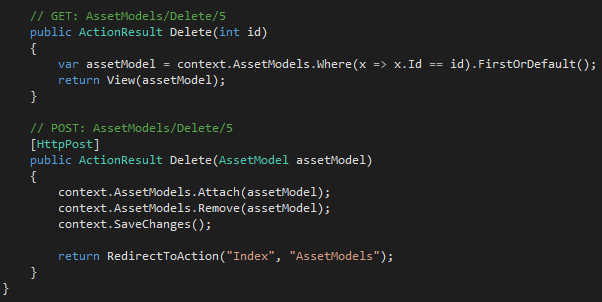 // GET: AssetModels/Delete/5
public ActionResult Delete(int id)
{
var assetModel = context.AssetModels.Where(x => x.Id == id).FirstOrDefault();
return View(assetModel);
}
// POST: AssetModels/Delete/5
[HttpPost]
public ActionResult Delete(AssetModel assetModel)
{
context.AssetModels.Attach(assetModel);
context.AssetModels.Remove(assetModel);
context.SaveChanges();
return RedirectToAction("Index", "AssetModels");
}
}